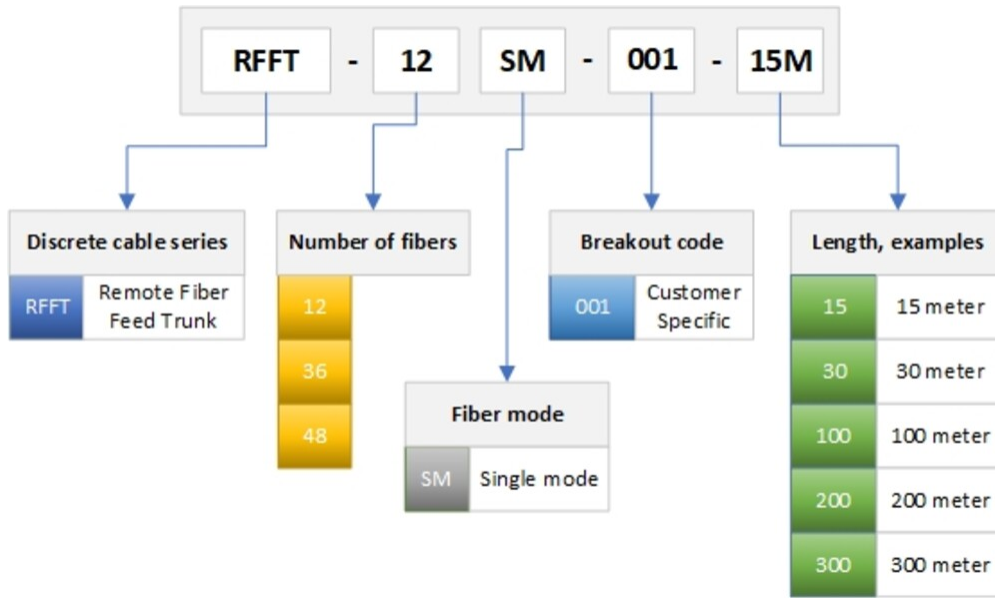 RFFT - 12 SM - 001 - 15M
Discrete cable series
RFFT Remote Fiber
Feed Trunk
Number of fibers
12
36
48
Fiber mode
SM Single mode
Breakout code
001 Customer
Specific
Length, examples
15 15 meter
30 30 meter
100 100 meter
200 200 meter
300 300 meter